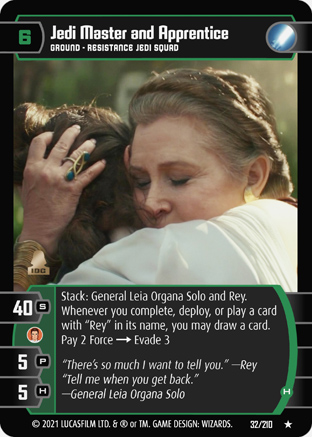 6
Jedi Master and Apprentice
GROUND - RESISTANCE JEDI SQUAD
IDC
40 S
Stack: General Leia Organa Solo and Rey.
Whenever you complete, deploy, or play a card
with "Rey" in its name, you may draw a card.
Pay 2 Force → Evade 3
5 P
"There's so much I want to tell you." —Rey
"Tell me when you get back."
5 H
—General Leia Organa Solo
H
© 2021 LUCASFILM LTD. & ® or TM. GAME DESIGN: WIZARDS. 32/210